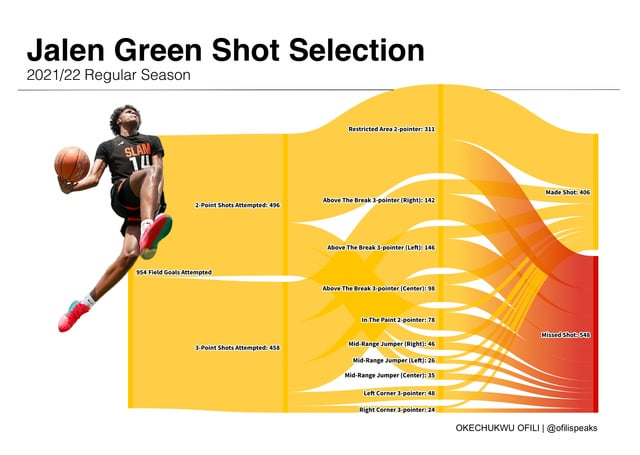 Jalen Green Shot Selection
2021/22 Regular Season
Restricted Area 2-pointer: 311
SLAM
14
Made Shot: 406
2-Point Shots Attempted: 496
Above The Break 3-pointer (Right): 142
Above The Break 3-pointer (Left): 146
954 Field Goals Attempted
Above The Break 3-pointer (Center): 98
In The Paint 2-pointer: 78
Missed Shot: 548
3-Point Shots Attempted: 458
Mid-Range Jumper (Right): 46
Mid-Range Jumper (Left): 26
Mid-Range Jumper (Center): 35
Left Corner 3-pointer: 48
Right Corner 3-pointer: 24
OKECHUKWU OFILI | @ofilispeaks